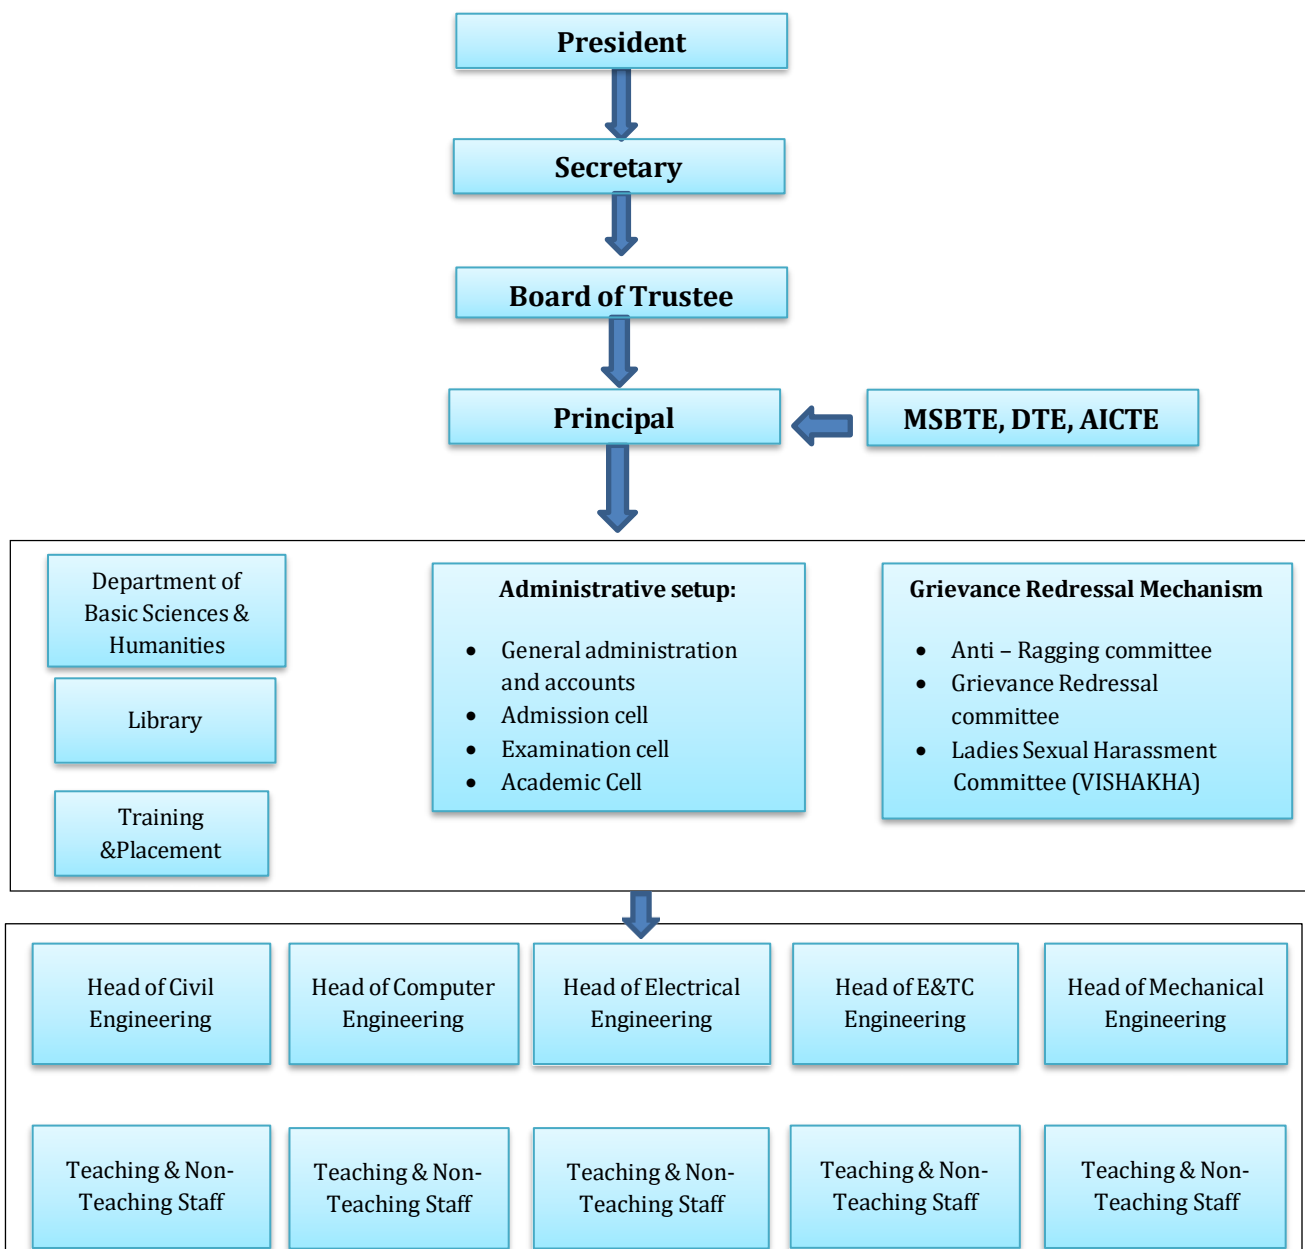 President
Secretary
Board of Trustee
Principal
MSBTE, DTE, AICTE
Department of
Basic Sciences &
Humanities
Library
Training
&Placement
Administrative setup:
• General administration
and accounts
• Admission cell
• Examination cell
• Academic Cell
Grievance Redressal Mechanism
• Anti – Ragging committee
• Grievance Redressal
committee
• Ladies Sexual Harassment
Committee (VISHAKHA)
Head of Civil
Engineering
Head of Computer
Engineering
Head of Electrical
Engineering
Head of E&TC
Engineering
Head of Mechanical
Engineering
Teaching & Non-
Teaching Staff
Teaching & Non-
Teaching Staff
Teaching & Non-
Teaching Staff
Teaching & Non-
Teaching Staff
Teaching & Non-
Teaching Staff